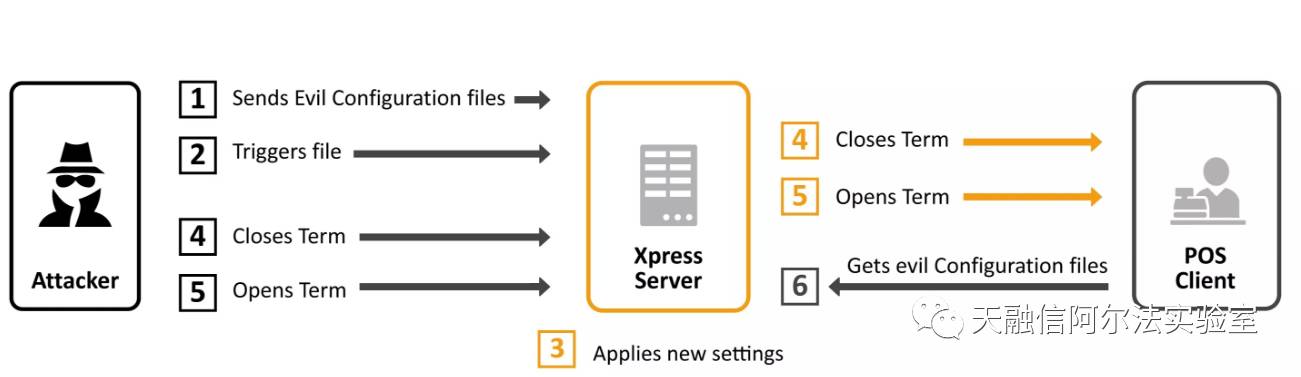 1 Sends Evil Configuration files
2 Triggers file
4 Closes Term
5 Opens Term
Attacker
Xpress
Server
3 Applies new settings
4 Closes Term
5 Opens Term
6 Gets evil Configuration files
POS
Client
天融信阿尔法实验室